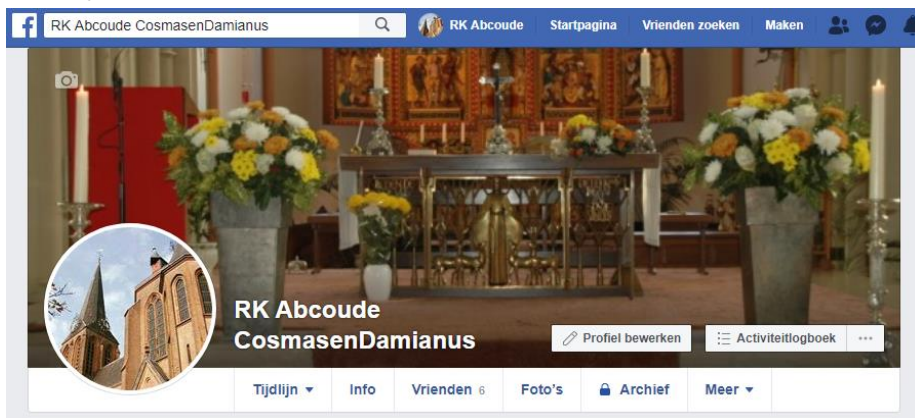 RK Abcoude CosmasenDamianus
RK Abcoude Startpagina Vrienden zoeken Maken
RK Abcoude
CosmasenDamianus
Profiel bewerken Activiteitlogboek
Tijdlijn Info Vrienden 6 Foto's Archief Meer